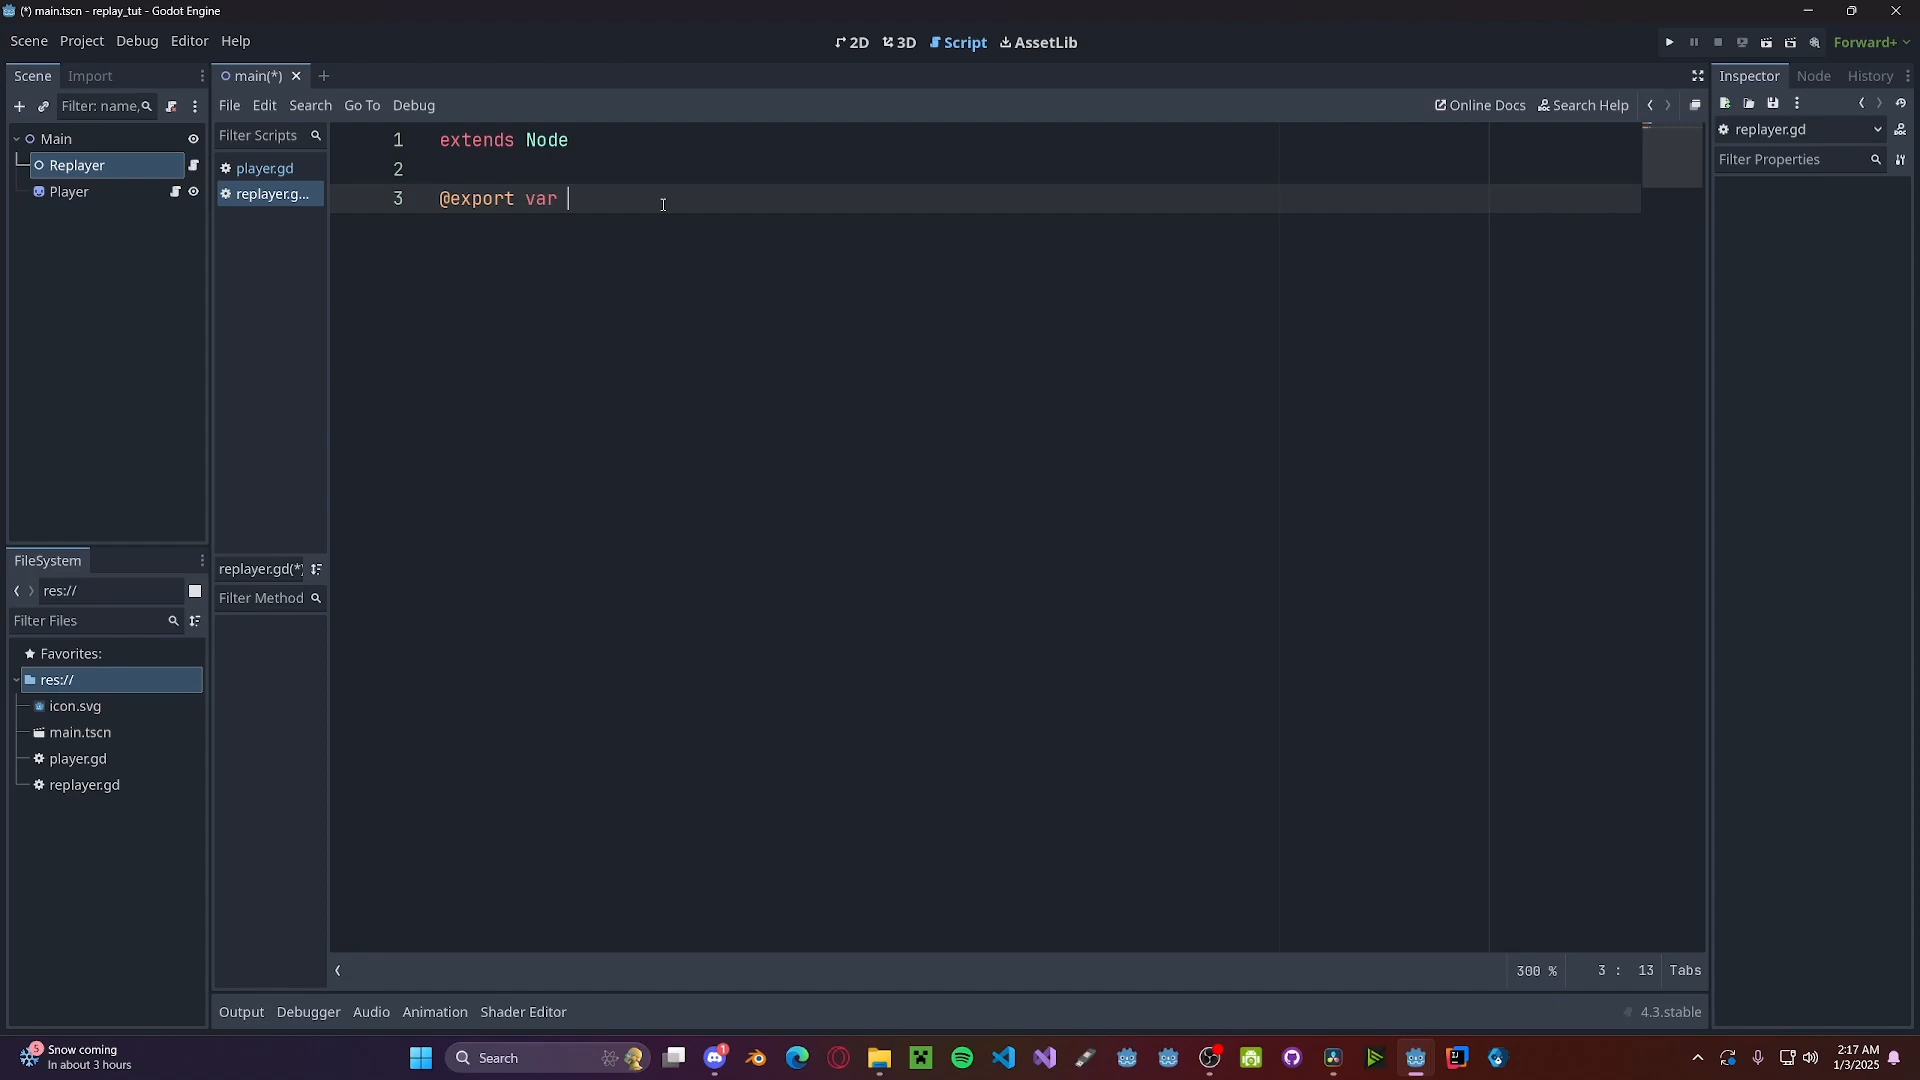 (*) main.tscn - replay_tut - Godot Engine
Scene Project Debug Editor Help
2D 3D Script AssetLib
Forward+
Scene Import
main(*)
Inspector Node History
Filter: name,
File Edit Search Go To Debug
Online Docs Search Help
Main
Replayer
Player
Filter Scripts
player.gd
replayer.g...
1 extends Node
2
3 @export var
replayer.gd
Filter Properties
FileSystem
res://
Filter Files
Favorites:
res://
icon.svg
main.tscn
player.gd
replayer.gd
replayer.gd(*)
Filter Method
300 % 3 : 13 Tabs
Output Debugger Audio Animation Shader Editor
4.3.stable
5
Snow coming
In about 3 hours
Search
1
2:17 AM
1/3/2025